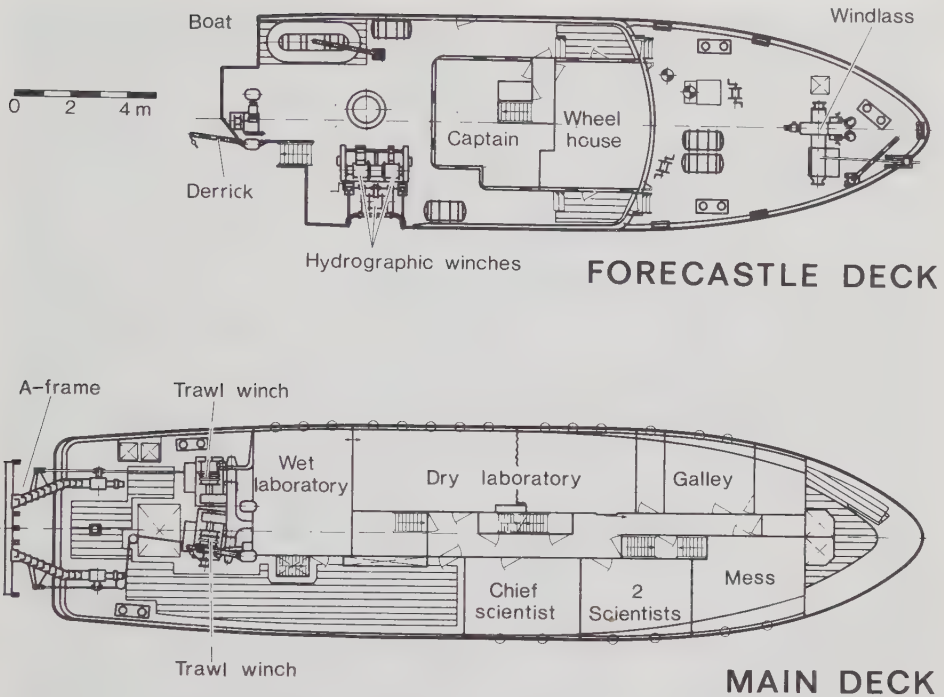 Boat
Windlass
0 2 4 m
Captain
Wheel
house
Derrick
Hydrographic winches
FORECASTLE DECK
A-frame
Trawl winch
Wet
laboratory
Dry laboratory
Galley
Chief
scientist
2
Scientists
Mess
Trawl winch
MAIN DECK